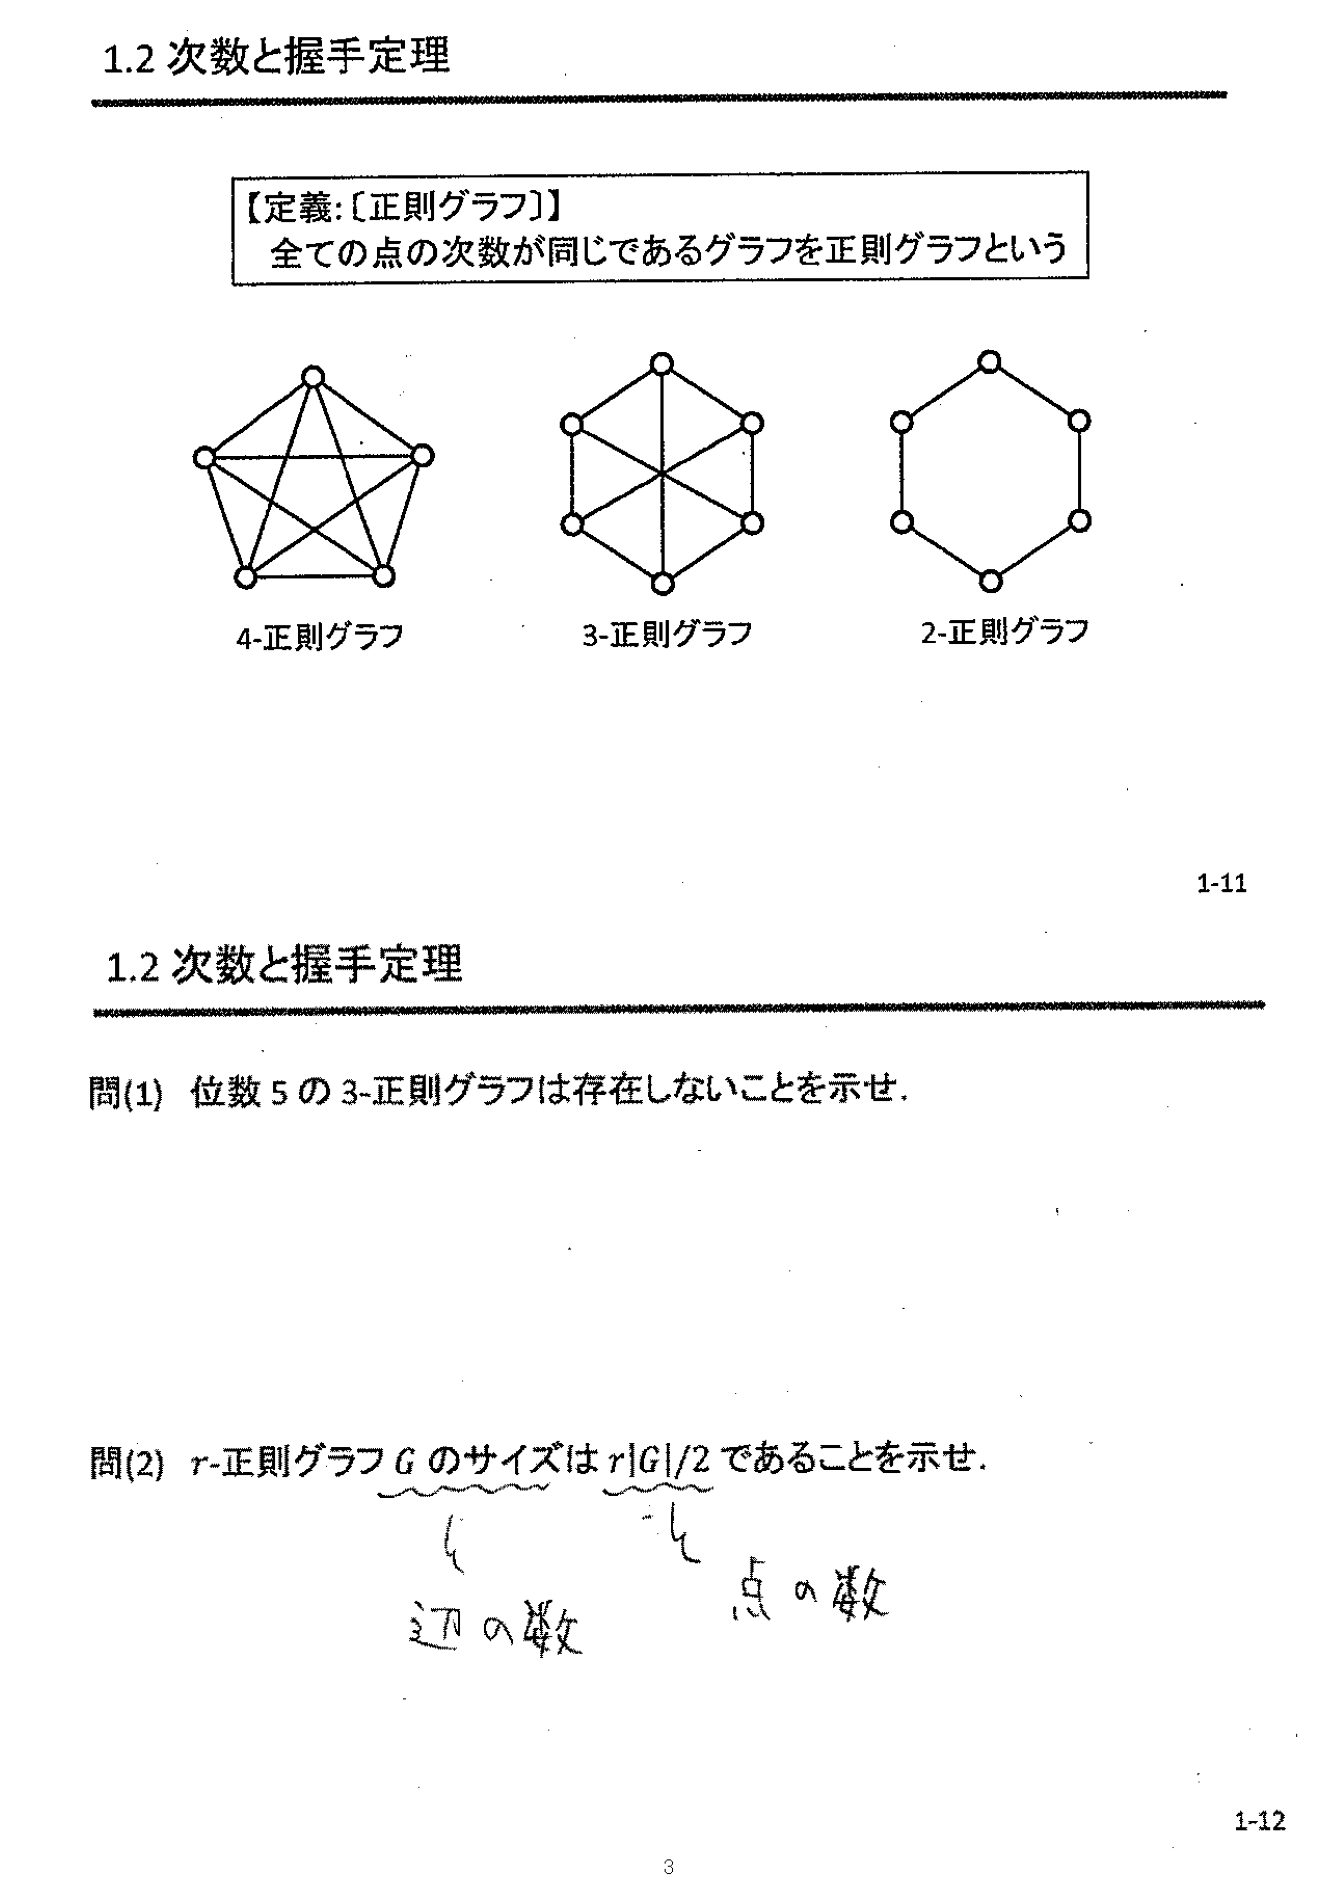 1.2 次数と握手定理
【定義:〔正則グラフ〕】
全ての点の次数が同じであるグラフを正則グラフという
4-正則グラフ
3-正則グラフ
2-正則グラフ
1-11
1.2 次数と握手定理
問(1) 位数 5 の 3-正則グラフは存在しないことを示せ.
問(2) r-正則グラフ G のサイズは r|G|/2 であることを示せ.
点の数
辺の数
1-12
3